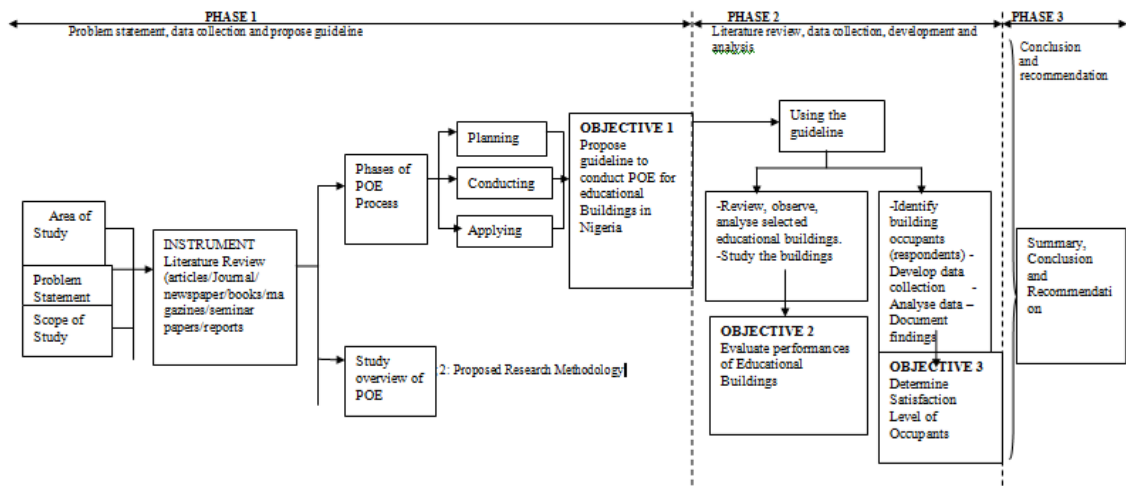 PHASE 1
Problem statement, data collection and propose guideline
PHASE 2
Literature review, data collection, development and
analysis
PHASE 3
Conclusion
and
recommendation
Area of
Study
Problem
Statement
Scope of
Study
INSTRUMENT
Literature Review
(articles/Journal/
newspaper/books/ma
gazines/seminar
papers/reports
Phases of
POE
Process
Study
overview of
POE
2: Proposed Research Methodology
Planning
Conducting
Applying
OBJECTIVE 1
Propose
guideline to
conduct POE for
educational
Buildings in
Nigeria
Using the
guideline
-Review, observe,
analyse selected
educational buildings.
-Study the buildings
OBJECTIVE 2
Evaluate performances
of Educational
Buildings
-Identify
building
occupants
(respondents) -
Develop data
collection -
Analyse data –
Document
findings
OBJECTIVE 3
Determine
Satisfaction
Level of
Occupants
Summary,
Conclusion
and
Recommendati
on